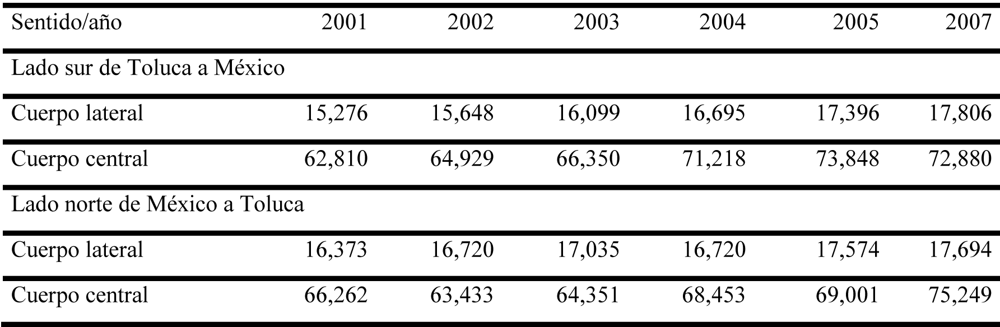 Sentido/año 2001 2002 2003 2004 2005 2007
Lado sur de Toluca a México
Cuerpo lateral 15,276 15,648 16,099 16,695 17,396 17,806
Cuerpo central 62,810 64,929 66,350 71,218 73,848 72,880
Lado norte de México a Toluca
Cuerpo lateral 16,373 16,720 17,035 16,720 17,574 17,694
Cuerpo central 66,262 63,433 64,351 68,453 69,001 75,249